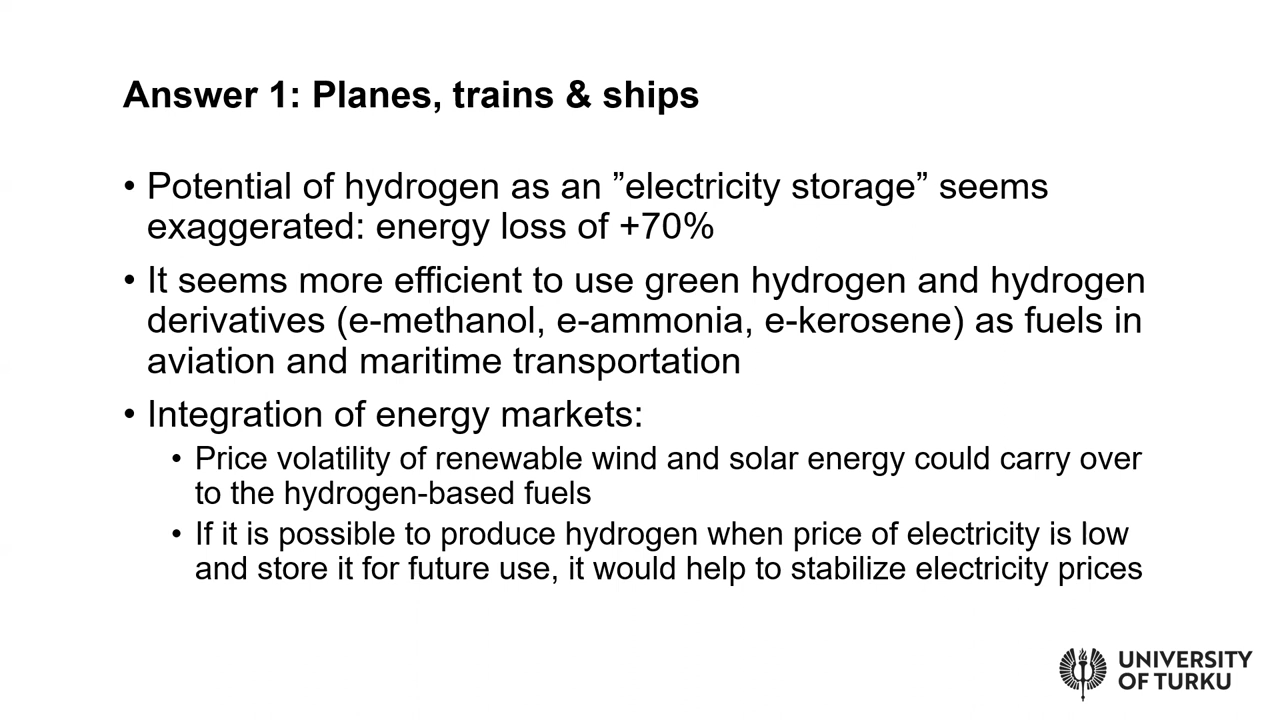 Answer 1: Planes, trains & ships
• Potential of hydrogen as an ”electricity storage” seems
exaggerated: energy loss of +70%
• It seems more efficient to use green hydrogen and hydrogen
derivatives (e-methanol, e-ammonia, e-kerosene) as fuels in
aviation and maritime transportation
• Integration of energy markets:
• Price volatility of renewable wind and solar energy could carry over
to the hydrogen-based fuels
• If it is possible to produce hydrogen when price of electricity is low
and store it for future use, it would help to stabilize electricity prices
UNIVERSITY
OF TURKU